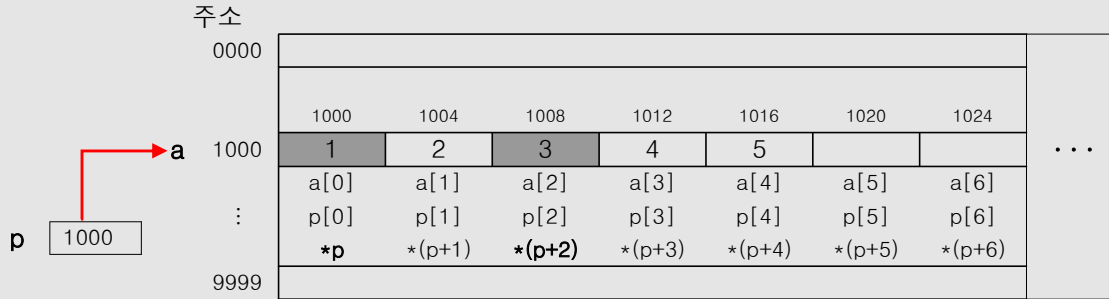 주소
0000
1000 1004 1008 1012 1016 1020 1024
a 1000 1 2 3 4 5 ...
a[0] a[1] a[2] a[3] a[4] a[5] a[6]
⋮ p[0] p[1] p[2] p[3] p[4] p[5] p[6]
p 1000
*p *(p+1) *(p+2) *(p+3) *(p+4) *(p+5) *(p+6)
9999